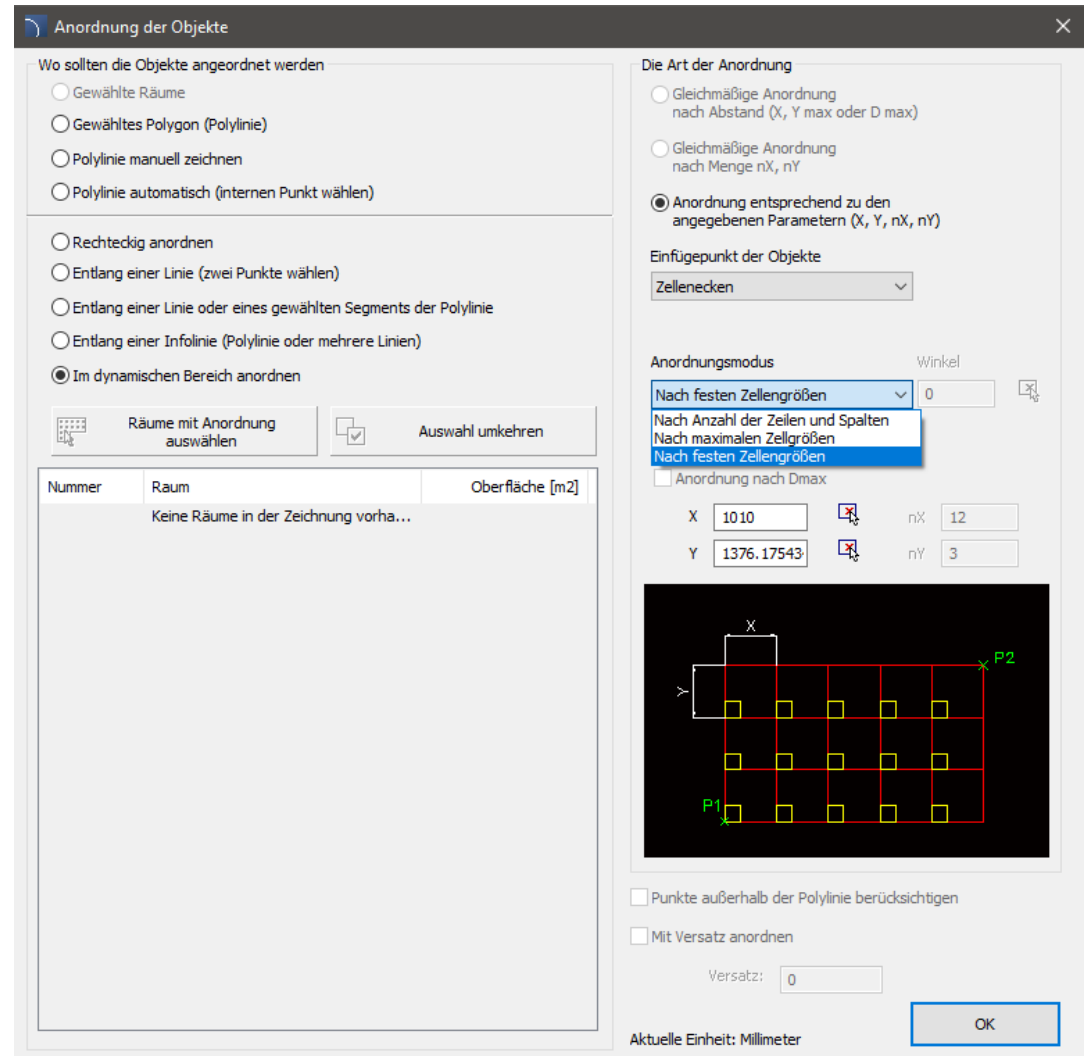 Anordnung der Objekte
Wo sollten die Objekte angeordnet werden
Gewählte Räume
Gewähltes Polygon (Polylinie)
Polylinie manuell zeichnen
Polylinie automatisch (internen Punkt wählen)
Rechteckig anordnen
Entlang einer Linie (zwei Punkte wählen)
Entlang einer Linie oder eines gewählten Segments der Polylinie
Entlang einer Infolinie (Polylinie oder mehrere Linien)
Im dynamischen Bereich anordnen
Räume mit Anordnung
auswählen
Auswahl umkehren
Nummer Raum Oberfläche [m2]
Keine Räume in der Zeichnung vorha...
Die Art der Anordnung
Gleichmäßige Anordnung
nach Abstand (X, Y max oder D max)
Gleichmäßige Anordnung
nach Menge nX, nY
Anordnung entsprechend zu den
angegebenen Parametern (X, Y, nX, nY)
Einfügepunkt der Objekte
Zellenecken
Anordnungsmodus Winkel
Nach festen Zellengrößen 0
Nach Anzahl der Zeilen und Spalten
Nach maximalen Zellgrößen
Nach festen Zellengrößen
Anordnung nach Dmax
X 1010 nX 12
Y 1376.17543 nY 3
X
P2
Y
P1
Punkte außerhalb der Polylinie berücksichtigen
Mit Versatz anordnen
Versatz: 0
Aktuelle Einheit: Millimeter
OK